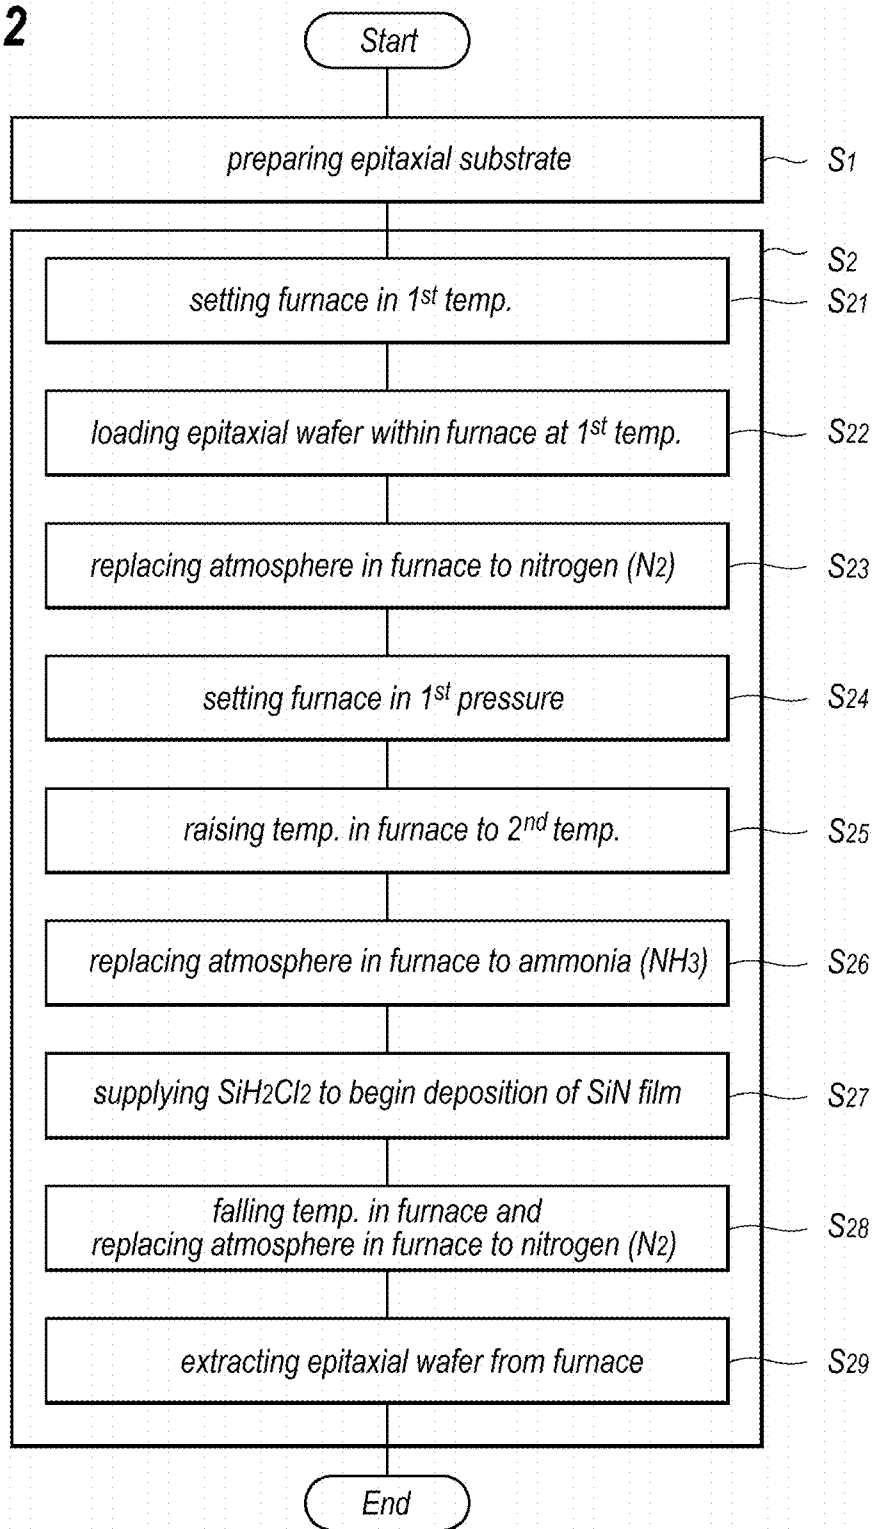 2
Start
preparing epitaxial substrate
S1
S2
setting furnace in 1st temp.
S21
loading epitaxial wafer within furnace at 1st temp.
S22
replacing atmosphere in furnace to nitrogen (N2)
S23
setting furnace in 1st pressure
S24
raising temp. in furnace to 2nd temp.
S25
replacing atmosphere in furnace to ammonia (NH3)
S26
supplying SiH2Cl2 to begin deposition of SiN film
S27
falling temp. in furnace and
replacing atmosphere in furnace to nitrogen (N2)
S28
extracting epitaxial wafer from furnace
S29
End